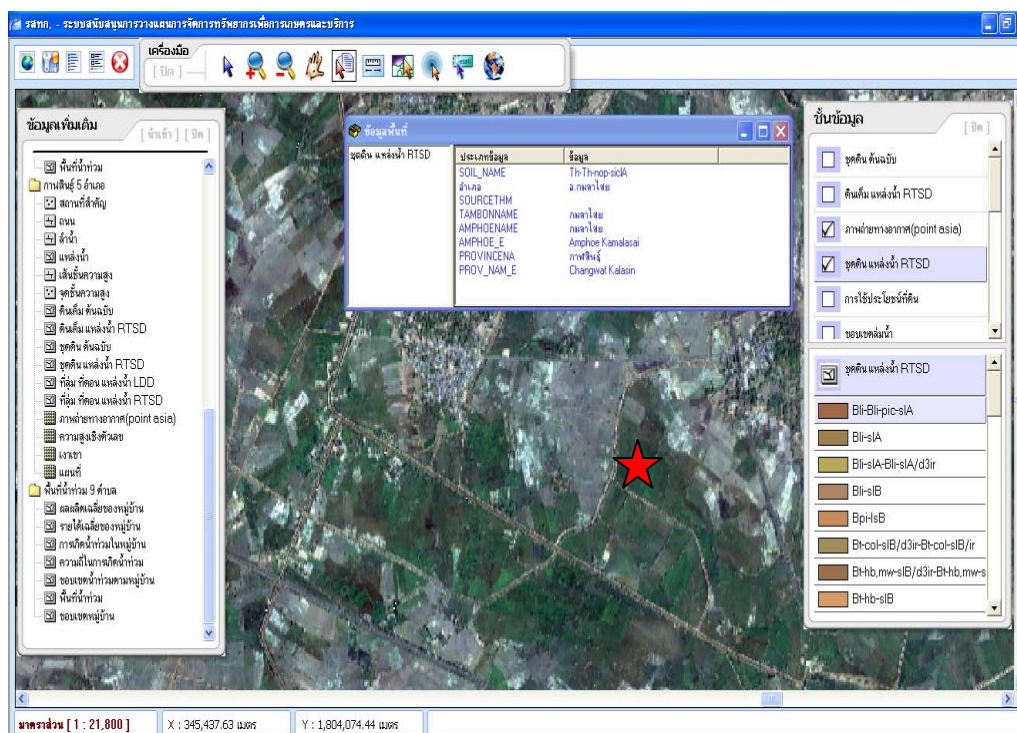 รสทก. - ระบบสนับสนุนการวางแผนการจัดการทรัพยากรเพื่อการเกษตรและบริการ
เครื่องมือ
[ ปิด ]
ข้อมูลเพิ่มเติม
[ นำเข้า ] [ ปิด ]
พื้นที่น้ำท่วม
กาฬสินธุ์ 5 อำเภอ
สถานที่สำคัญ
ถนน
ลำน้ำ
แหล่งน้ำ
เส้นชั้นความสูง
จุดชั้นความสูง
ดินเค็ม ต้นฉบับ
ดินเค็ม แหล่งน้ำ RTSD
ชุดดิน ต้นฉบับ
ชุดดิน แหล่งน้ำ RTSD
ที่ลุ่ม ที่ดอน แหล่งน้ำ LDD
ที่ลุ่ม ที่ดอน แหล่งน้ำ RTSD
ภาพถ่ายทางอากาศ(point asia)
ความสูงเชิงตัวเลข
เงาเขา
แผนที่
พื้นที่น้ำท่วม 9 ตำบล
ผลผลิตเฉลี่ยของหมู่บ้าน
รายได้เฉลี่ยของหมู่บ้าน
การเกิดน้ำท่วมในหมู่บ้าน
ความถี่ในการเกิดน้ำท่วม
ขอบเขตน้ำท่วมตามหมู่บ้าน
พื้นที่น้ำท่วม
ขอบเขตหมู่บ้าน
ข้อมูลพื้นที่
ชุดดิน แหล่งน้ำ RTSD
ประเภทข้อมูล ข้อมูล
SOIL_NAME Th-Th-nop-siclA
อำเภอ อ.กมลาไสย
SOURCETHM
TAMBONNAME กมลาไสย
AMPHOENAME กมลาไสย
AMPHOE_E Amphoe Kamalasai
PROVINCENA กาฬสินธุ์
PROV_NAM_E Changwat Kalasin
ชั้นข้อมูล
[ ปิด ]
ชุดดิน ต้นฉบับ
ดินเค็ม แหล่งน้ำ RTSD
ภาพถ่ายทางอากาศ(point asia)
ชุดดิน แหล่งน้ำ RTSD
การใช้ประโยชน์ที่ดิน
ขอบเขตลุ่มน้ำ
ชุดดิน แหล่งน้ำ RTSD
Bli-Bli-pic-slA
Bli-slA
Bli-slA-Bli-slA/d3ir
Bli-slB
Bpi-lsB
Bt-col-slB/d3ir-Bt-col-slB/ir
Bt-hb,mw-slB/d3ir-Bt-hb,mw-s
Bt-hb-slB
มาตราส่วน [ 1 : 21,800 ]
X : 345,437.63 เมตร
Y : 1,804,074.44 เมตร